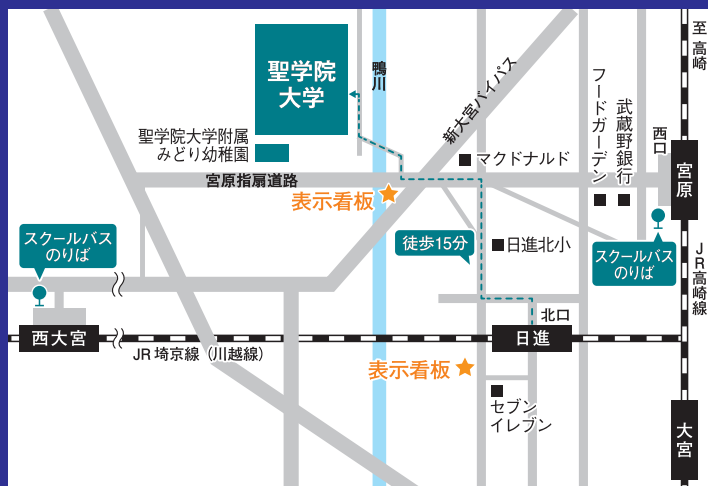 聖学院
大学
鴨川
新大宮バイパス
至 高崎
フードガーデン
武蔵野銀行
西口
宮原
聖学院大学附属
みどり幼稚園
マクドナルド
宮原指扇道路
表示看板
スクールバス
のりば
徒歩15分
日進北小
スクールバス
のりば
JR高崎線
北口
西大宮
日進
JR 埼京線（川越線）
表示看板
セブン
イレブン
大宮